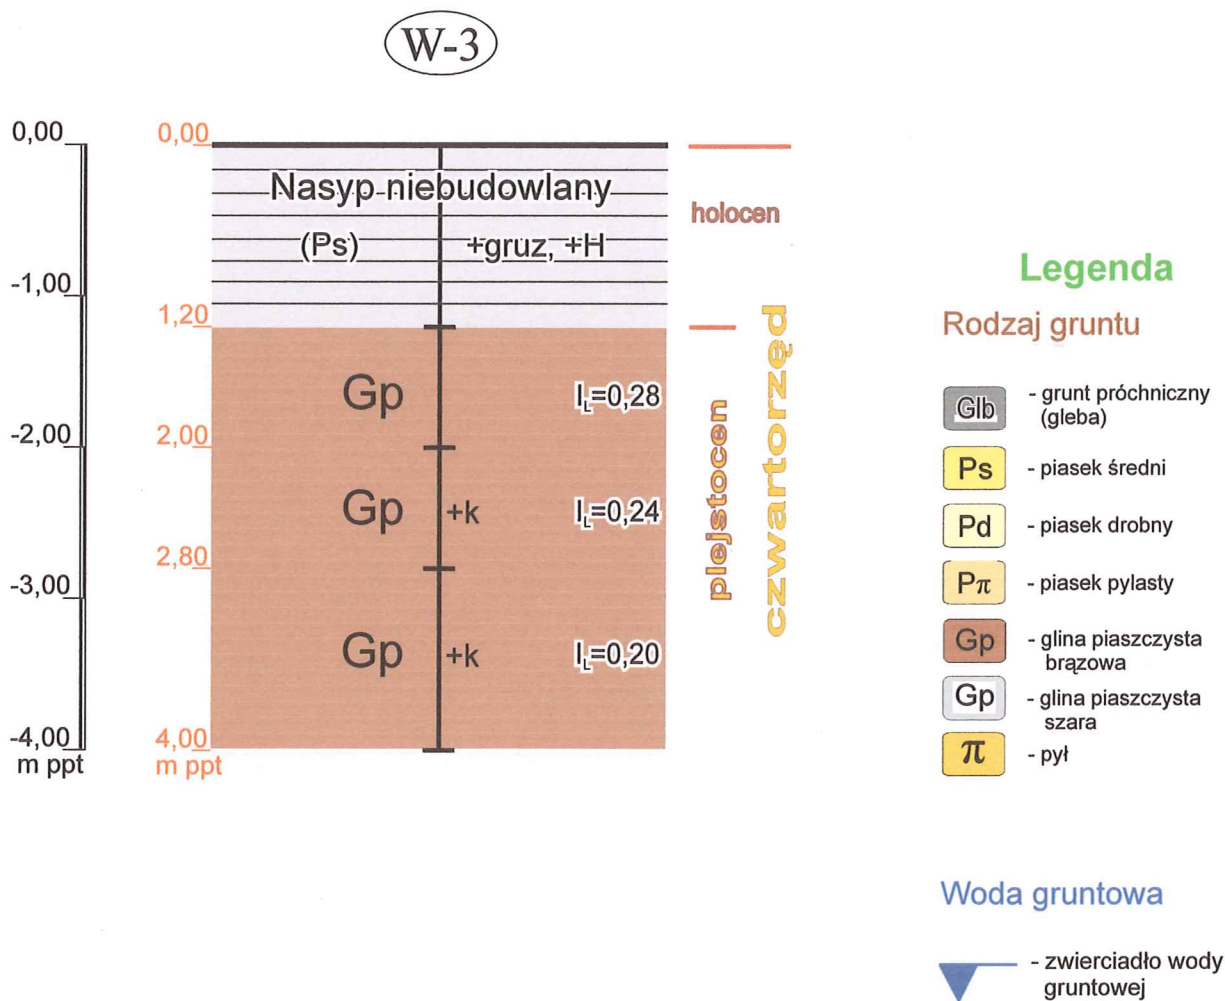 W-3
0,00
-1,00
-2,00
-3,00
-4,00
m ppt
0,00
1,20
2,00
2,80
4,00
m ppt
Nasyp niebudowlany
(Ps) +gruz, +H
Gp I_L=0,28
Gp +k I_L=0,24
Gp +k I_L=0,20
holocen
plejstocen
czwartorzęd
Legenda
Rodzaj gruntu
Glb - grunt próchniczny
(gleba)
Ps - piasek średni
Pd - piasek drobny
Pπ - piasek pylasty
Gp - glina piaszczysta
brązowa
Gp - glina piaszczysta
szara
π - pył
Woda gruntowa
- zwierciadło wody
gruntowej